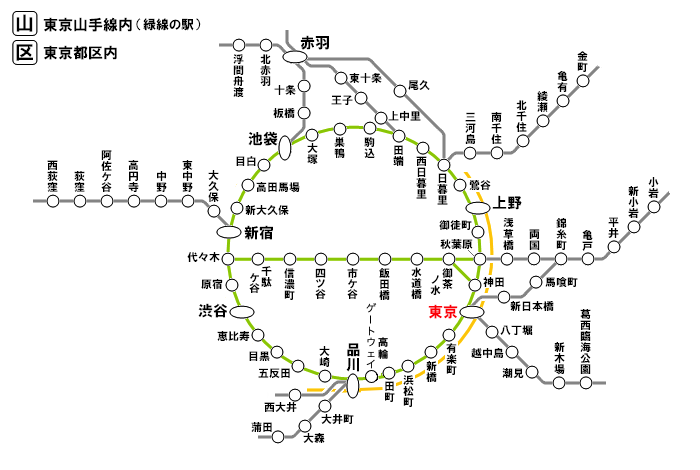 山 東京山手線内（緑線の駅）
区 東京都区内
赤羽
浮間舟渡
北赤羽
十条
板橋
東十条
王子
上中里
尾久
金町
亀有
綾瀬
北千住
南千住
三河島
池袋
大塚
巣鴨
駒込
田端
西日暮里
日暮里
鶯谷
上野
御徒町
秋葉原
目白
高田馬場
新大久保
新宿
西荻窪
荻窪
阿佐ケ谷
高円寺
中野
東中野
大久保
代々木
千駄ケ谷
信濃町
四ツ谷
市ケ谷
飯田橋
水道橋
御茶ノ水
浅草橋
両国
錦糸町
亀戸
平井
新小岩
小岩
神田
馬喰町
新日本橋
東京
原宿
渋谷
恵比寿
目黒
五反田
大崎
品川
高輪ゲートウェイ
田町
浜松町
新橋
有楽町
八丁堀
越中島
潮見
新木場
葛西臨海公園
西大井
大井町
大森
蒲田